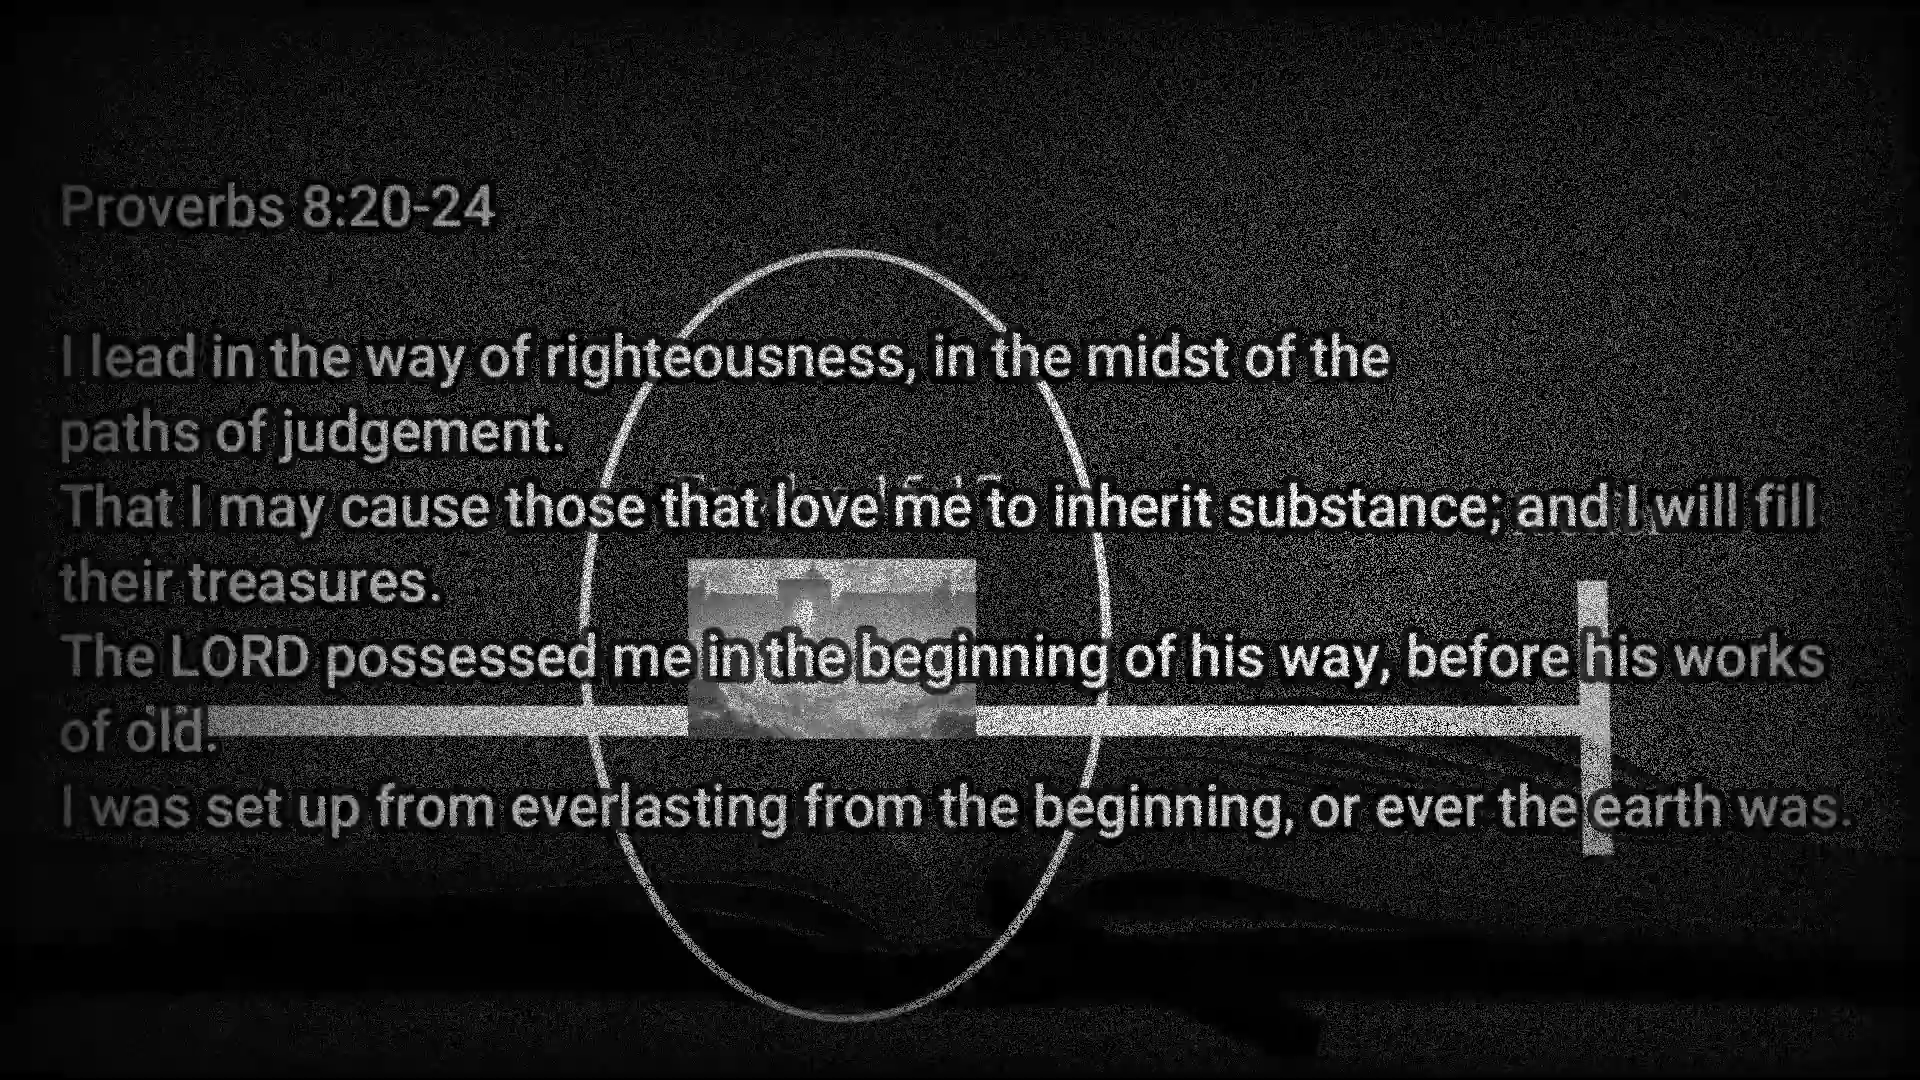 Proverbs 8:20-24
I lead in the way of righteousness, in the midst of the
paths of judgement.
That I may cause those that love me to inherit substance; and I will fill
their treasures.
The LORD possessed me in the beginning of his way, before his works
of old.
I was set up from everlasting from the beginning, or ever the earth was.